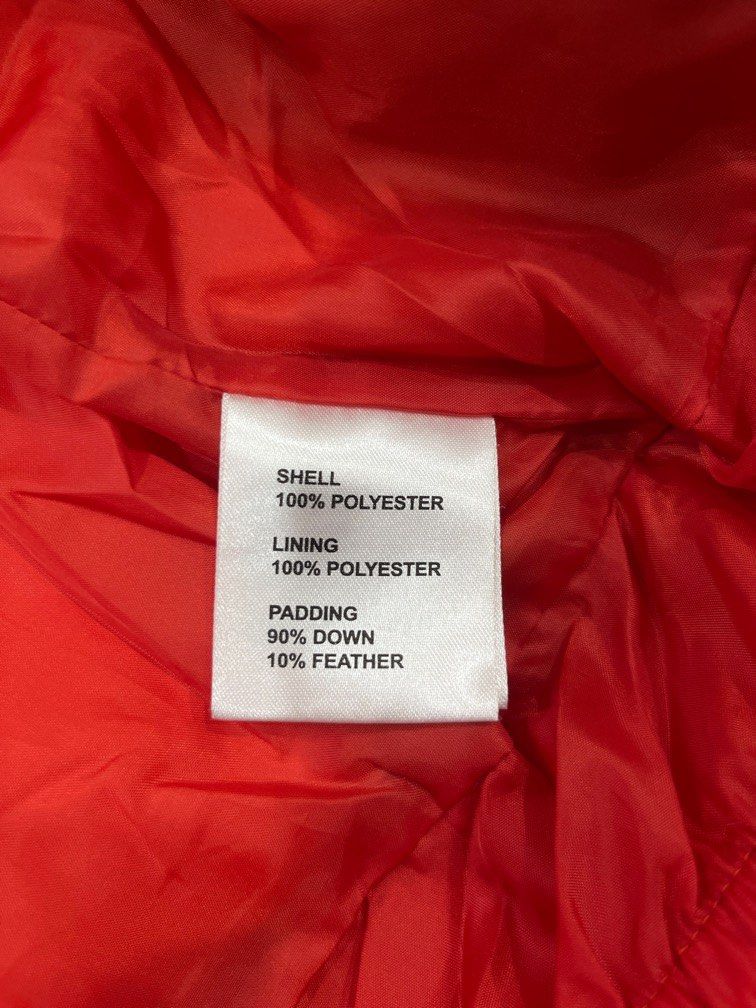 SHELL
100% POLYESTER
LINING
100% POLYESTER
PADDING
90% DOWN
10% FEATHER